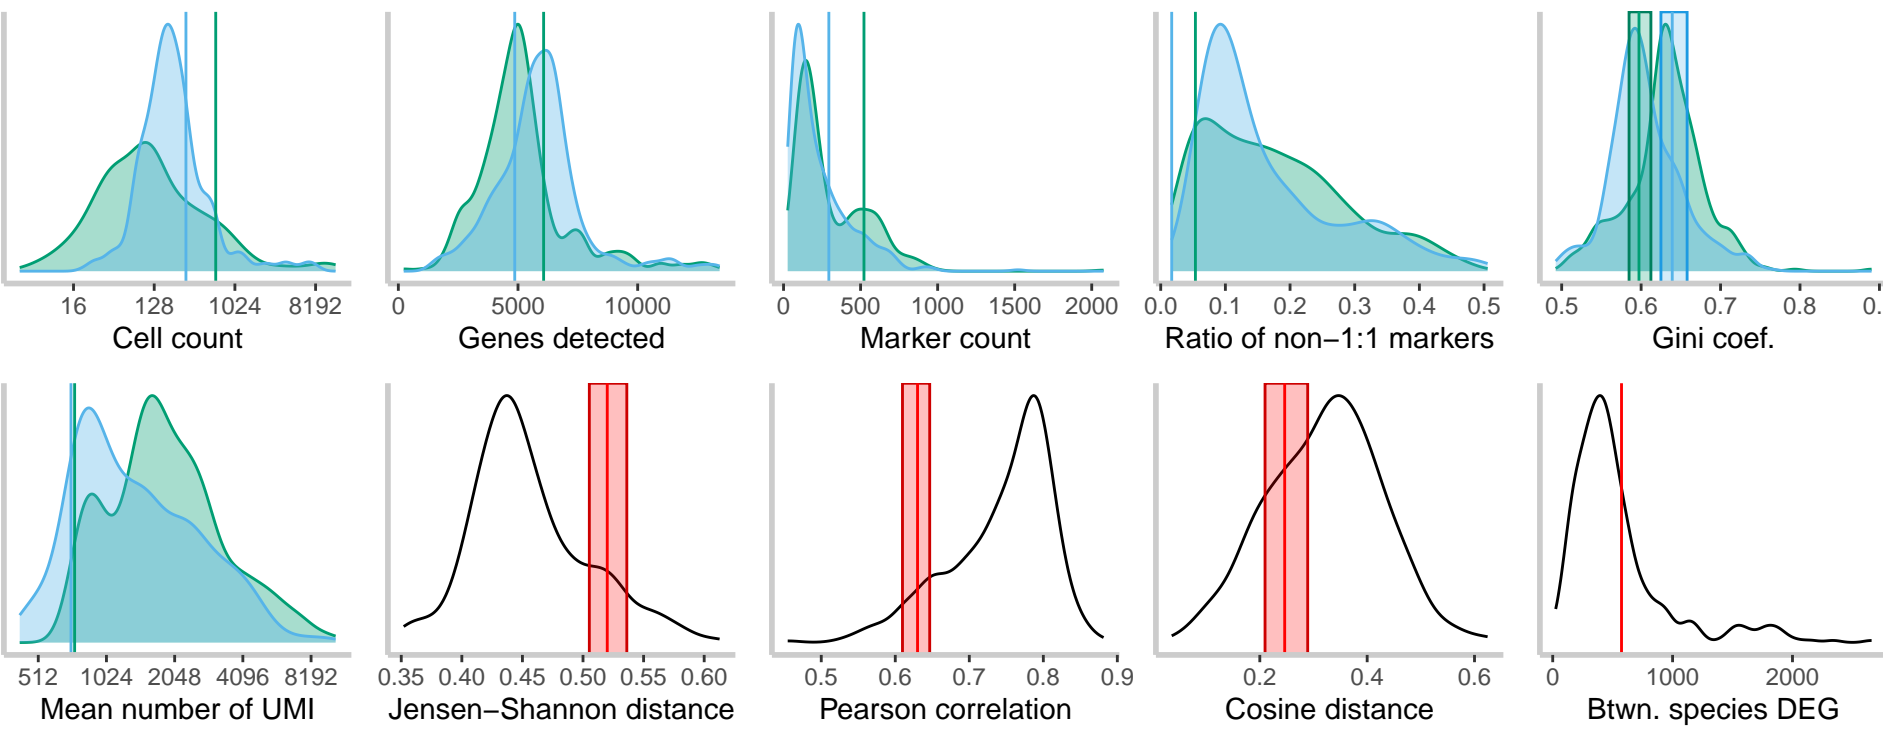 16 128 1024 8192
Cell count
0 5000 10000
Genes detected
0 500 1000 1500 2000
Marker count
0.0 0.1 0.2 0.3 0.4 0.5
Ratio of non−1:1 markers
0.5 0.6 0.7 0.8 0.
Gini coef.
512 1024 2048 4096 8192
Mean number of UMI
0.35 0.40 0.45 0.50 0.55 0.60
Jensen−Shannon distance
0.5 0.6 0.7 0.8 0.9
Pearson correlation
0.2 0.4 0.6
Cosine distance
0 1000 2000
Btwn. species DEG